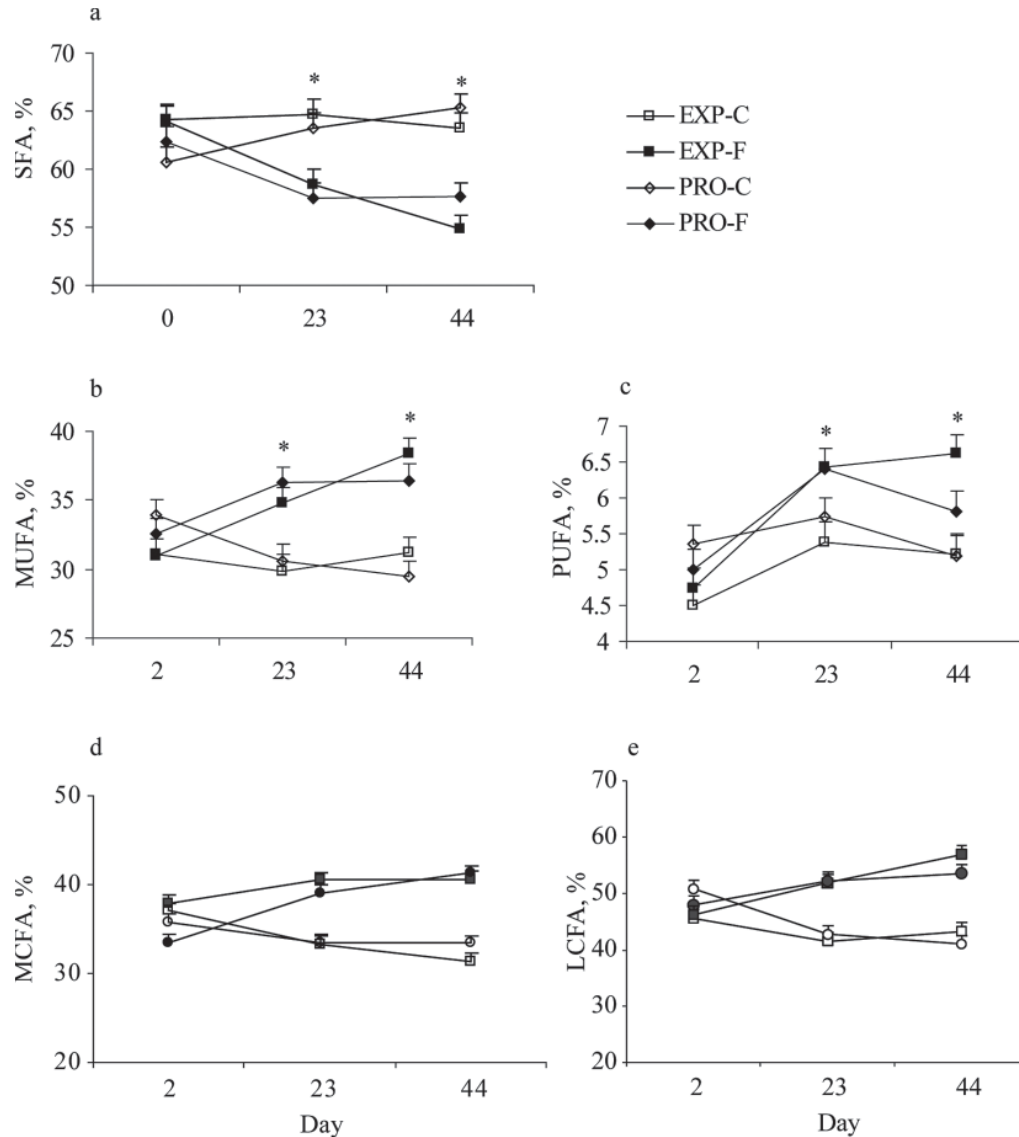 a
70
65
60
55
50
SFA, %
* *
0 23 44
EXP-C
EXP-F
PRO-C
PRO-F
b
40
35
30
25
MUFA, %
* *
2 23 44
c
7
6.5
6
5.5
5
4.5
4
PUFA, %
* *
2 23 44
d
50
40
30
20
MCFA, %
2 23 44
Day
e
70
60
50
40
30
20
LCFA, %
2 23 44
Day